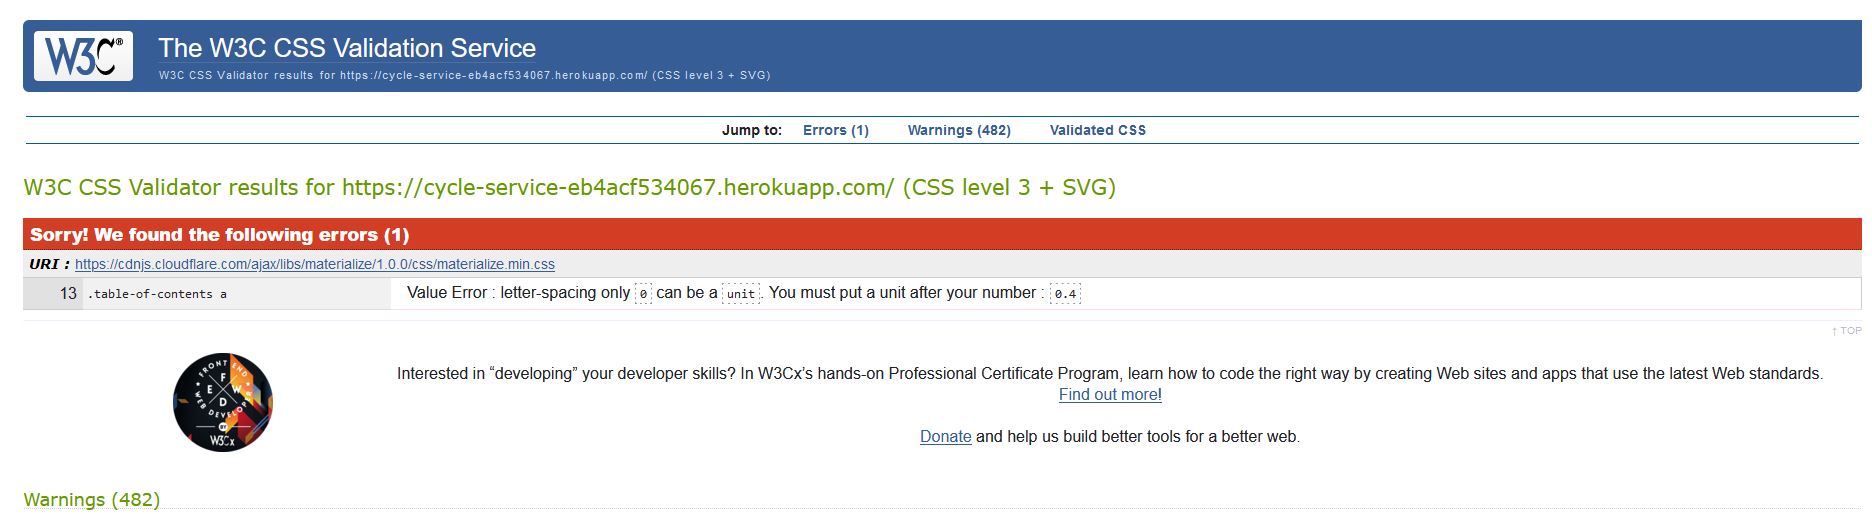 W3C®
The W3C CSS Validation Service
W3C CSS Validator results for https://cycle-service-eb4acf534067.herokuapp.com/ (CSS level 3 + SVG)
Jump to: Errors (1) Warnings (482) Validated CSS
W3C CSS Validator results for https://cycle-service-eb4acf534067.herokuapp.com/ (CSS level 3 + SVG)
Sorry! We found the following errors (1)
URI : https://cdnjs.cloudflare.com/ajax/libs/materialize/1.0.0/css/materialize.min.css
13 .table-of-contents a Value Error : letter-spacing only 0 can be a unit. You must put a unit after your number : 0.4
↑ TOP
FRONT END
F
E W
D
WEB DEVELOPER
BY
W3Cx
Interested in “developing” your developer skills? In W3Cx’s hands-on Professional Certificate Program, learn how to code the right way by creating Web sites and apps that use the latest Web standards.
Find out more!
Donate and help us build better tools for a better web.
Warnings (482)